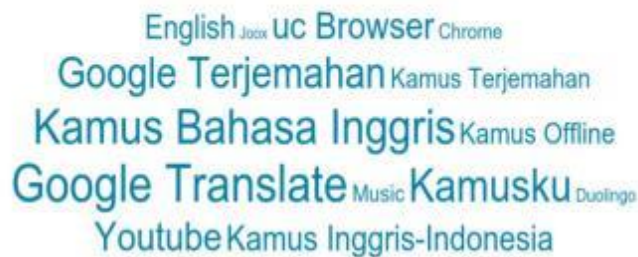 English Joox uc Browser Chrome
Google Terjemahan Kamus Terjemahan
Kamus Bahasa Inggris Kamus Offline
Google Translate Music Kamusku Duolingo
Youtube Kamus Inggris-Indonesia